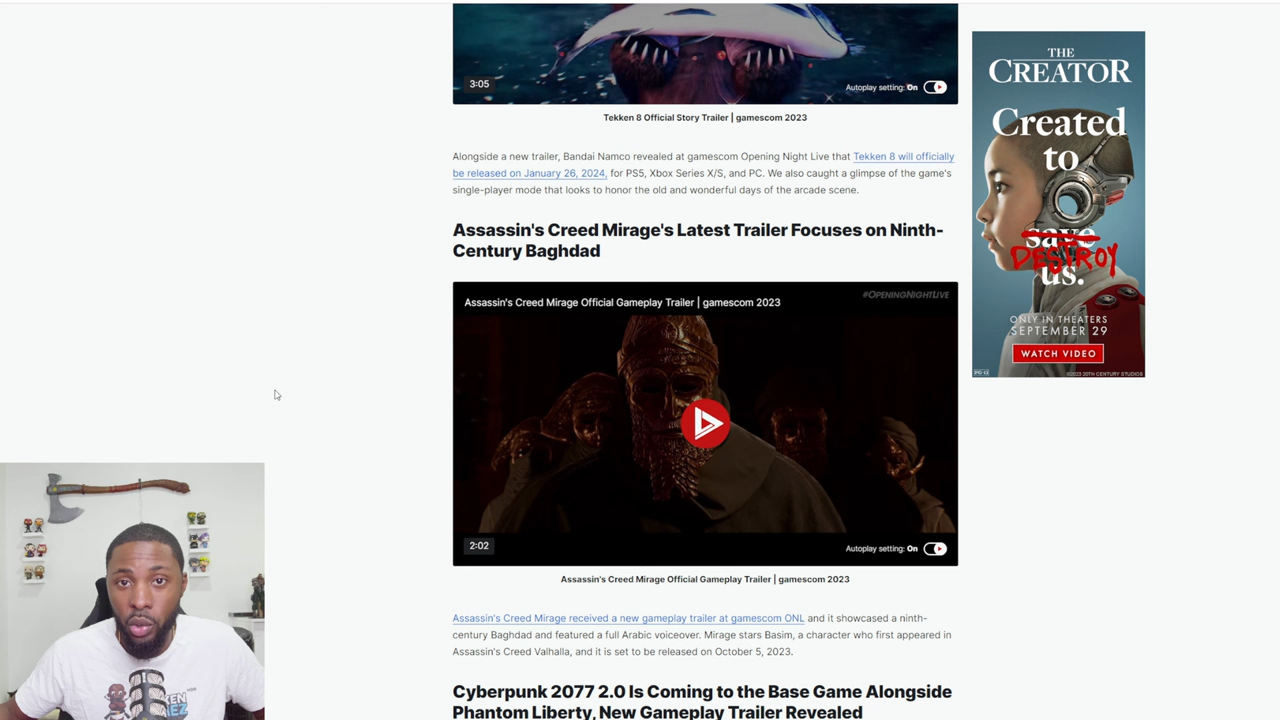 3:05
Autoplay setting: On
Tekken 8 Official Story Trailer | gamescom 2023
Alongside a new trailer, Bandai Namco revealed at gamescom Opening Night Live that Tekken 8 will officially
be released on January 26, 2024, for PS5, Xbox Series X/S, and PC. We also caught a glimpse of the game's
single-player mode that looks to honor the old and wonderful days of the arcade scene.
Assassin's Creed Mirage's Latest Trailer Focuses on Ninth-
Century Baghdad
Assassin's Creed Mirage Official Gameplay Trailer | gamescom 2023
#OPENINGNIGHTLIVE
2:02
Autoplay setting: On
Assassin's Creed Mirage Official Gameplay Trailer | gamescom 2023
Assassin's Creed Mirage received a new gameplay trailer at gamescom ONL and it showcased a ninth-
century Baghdad and featured a full Arabic voiceover. Mirage stars Basim, a character who first appeared in
Assassin's Creed Valhalla, and it is set to be released on October 5, 2023.
Cyberpunk 2077 2.0 Is Coming to the Base Game Alongside
Phantom Liberty, New Gameplay Trailer Revealed
THE
CREATOR
Created
to
save
DESTROY
us.
ONLY IN THEATERS
SEPTEMBER 29
WATCH VIDEO
PG-13
©2023 20TH CENTURY STUDIOS